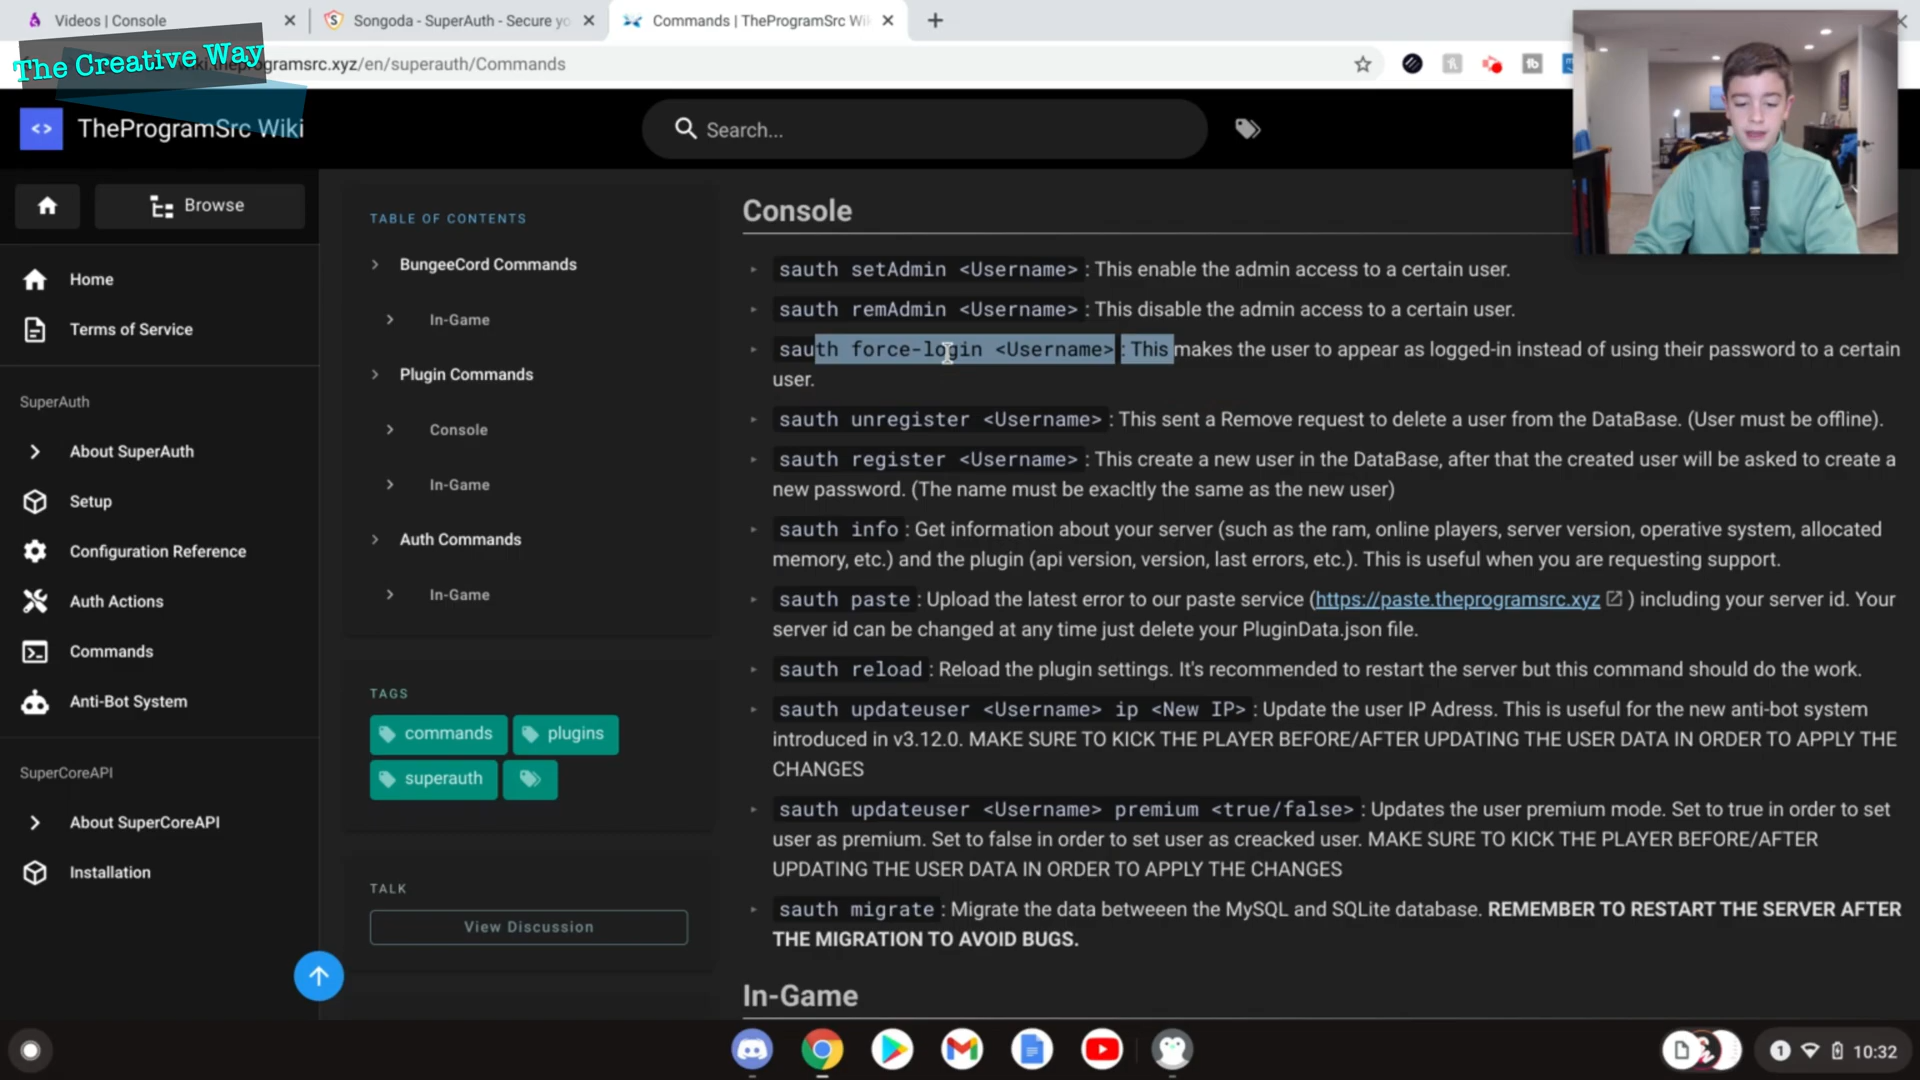 Videos | Console
Songoda - SuperAuth - Secure yo
Commands | TheProgramSrc Wi
The Creative Way
wiki.theprogramsrc.xyz/en/superauth/Commands
<> TheProgramSrc Wiki
Search...
Browse
Home
Terms of Service
SuperAuth
About SuperAuth
Setup
Configuration Reference
Auth Actions
Commands
Anti-Bot System
SuperCoreAPI
About SuperCoreAPI
Installation
TABLE OF CONTENTS
BungeeCord Commands
In-Game
Plugin Commands
Console
In-Game
Auth Commands
In-Game
TAGS
commands
plugins
superauth
TALK
View Discussion
Console
sauth setAdmin <Username> : This enable the admin access to a certain user.
sauth remAdmin <Username> : This disable the admin access to a certain user.
sauth force-login <Username> : This makes the user to appear as logged-in instead of using their password to a certain
user.
sauth unregister <Username> : This sent a Remove request to delete a user from the DataBase. (User must be offline).
sauth register <Username> : This create a new user in the DataBase, after that the created user will be asked to create a
new password. (The name must be exacltly the same as the new user)
sauth info : Get information about your server (such as the ram, online players, server version, operative system, allocated
memory, etc.) and the plugin (api version, version, last errors, etc.). This is useful when you are requesting support.
sauth paste : Upload the latest error to our paste service (https://paste.theprogramsrc.xyz ) including your server id. Your
server id can be changed at any time just delete your PluginData.json file.
sauth reload : Reload the plugin settings. It's recommended to restart the server but this command should do the work.
sauth updateuser <Username> ip <New IP> : Update the user IP Adress. This is useful for the new anti-bot system
introduced in v3.12.0. MAKE SURE TO KICK THE PLAYER BEFORE/AFTER UPDATING THE USER DATA IN ORDER TO APPLY THE
CHANGES
sauth updateuser <Username> premium <true/false> : Updates the user premium mode. Set to true in order to set
user as premium. Set to false in order to set user as creacked user. MAKE SURE TO KICK THE PLAYER BEFORE/AFTER
UPDATING THE USER DATA IN ORDER TO APPLY THE CHANGES
sauth migrate : Migrate the data betweeen the MySQL and SQLite database. REMEMBER TO RESTART THE SERVER AFTER
THE MIGRATION TO AVOID BUGS.
In-Game
1
10:32